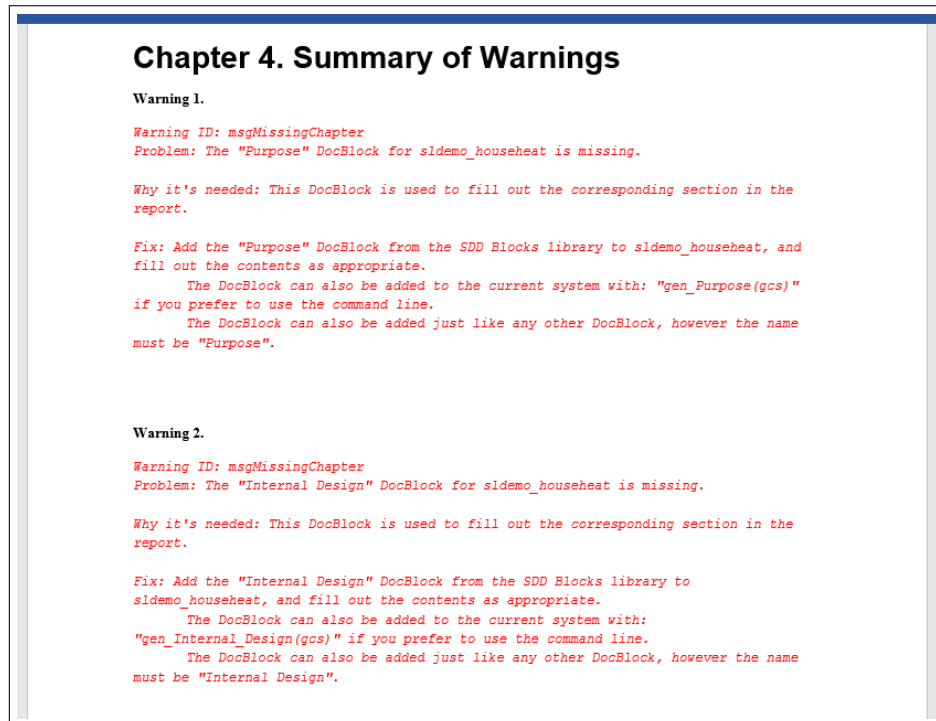 Chapter 4. Summary of Warnings
Warning 1.
Warning ID: msgMissingChapter
Problem: The "Purpose" DocBlock for sldemo_househeat is missing.
Why it's needed: This DocBlock is used to fill out the corresponding section in the
report.
Fix: Add the "Purpose" DocBlock from the SDD Blocks library to sldemo_househeat, and
fill out the contents as appropriate.
The DocBlock can also be added to the current system with: "gen_Purpose(gcs)"
if you prefer to use the command line.
The DocBlock can also be added just like any other DocBlock, however the name
must be "Purpose".
Warning 2.
Warning ID: msgMissingChapter
Problem: The "Internal Design" DocBlock for sldemo_househeat is missing.
Why it's needed: This DocBlock is used to fill out the corresponding section in the
report.
Fix: Add the "Internal Design" DocBlock from the SDD Blocks library to
sldemo_househeat, and fill out the contents as appropriate.
The DocBlock can also be added to the current system with:
"gen_Internal_Design(gcs)" if you prefer to use the command line.
The DocBlock can also be added just like any other DocBlock, however the name
must be "Internal Design".